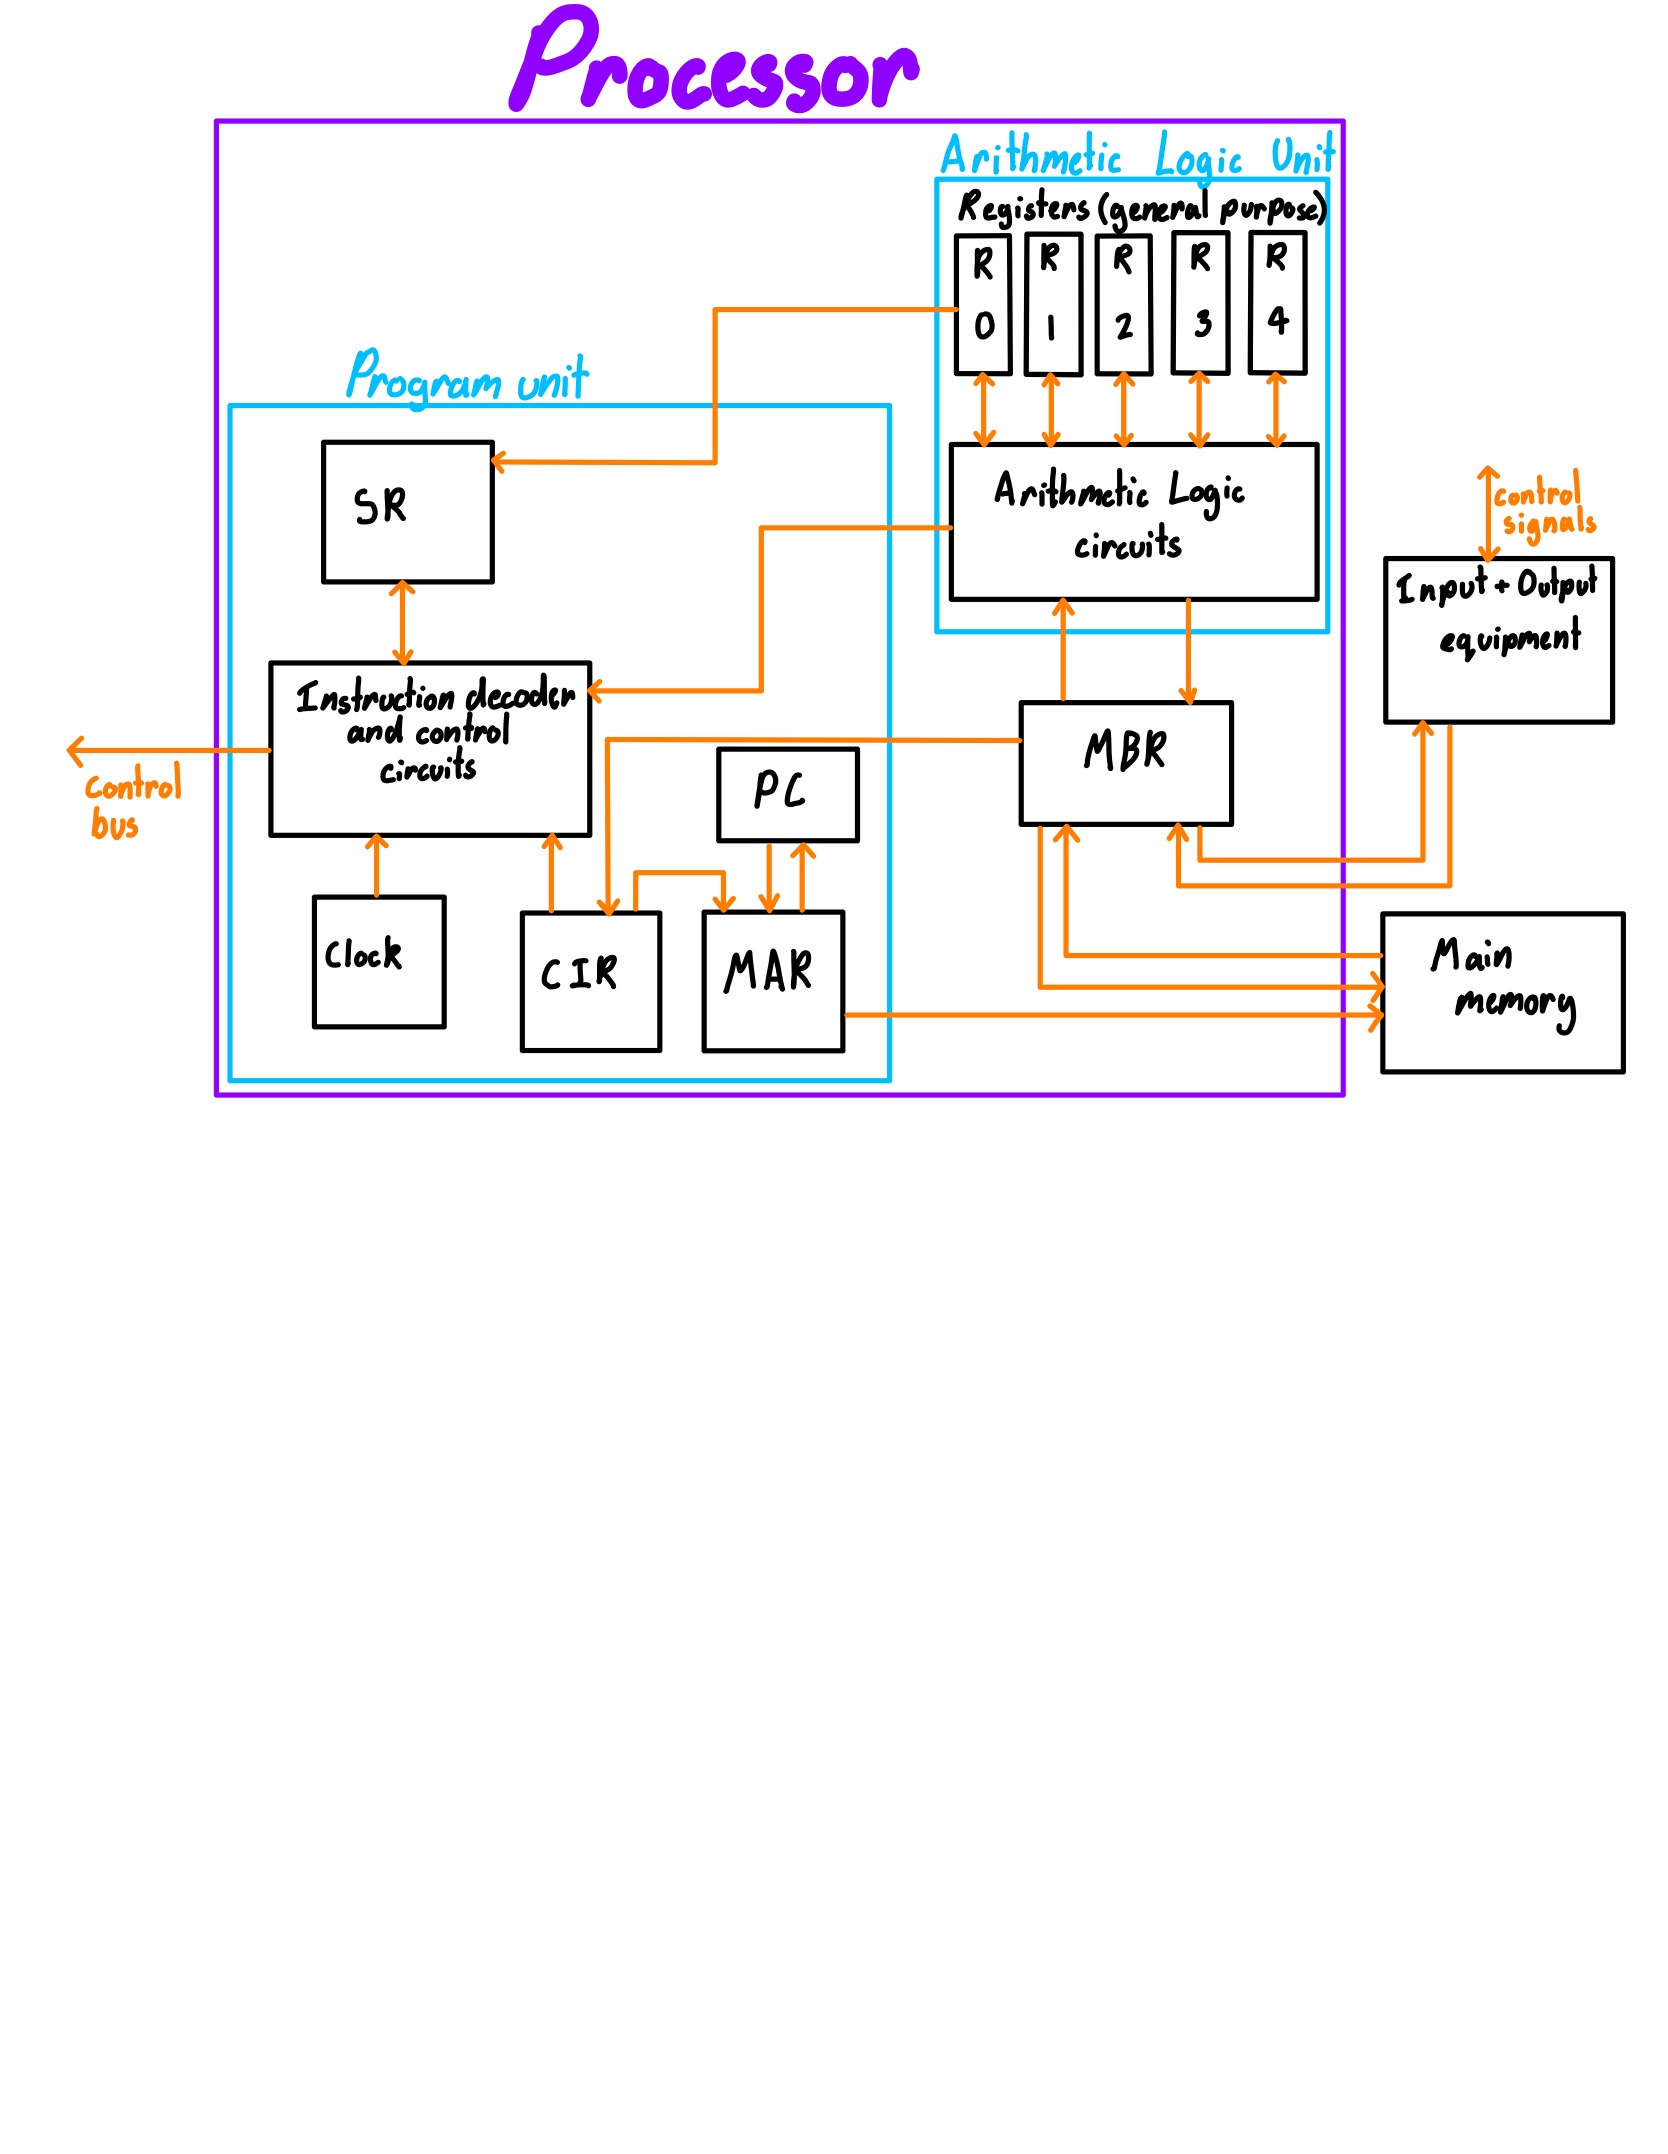 Processor
Arithmetic Logic Unit
Registers (general purpose)
R
0
R
1
R
2
R
3
R
4
Program unit
SR
Arithmetic Logic
circuits
control
signals
Input + Output
equipment
Instruction decoder
and control
circuits
MBR
PC
Control
bus
Clock
CIR
MAR
Main
memory